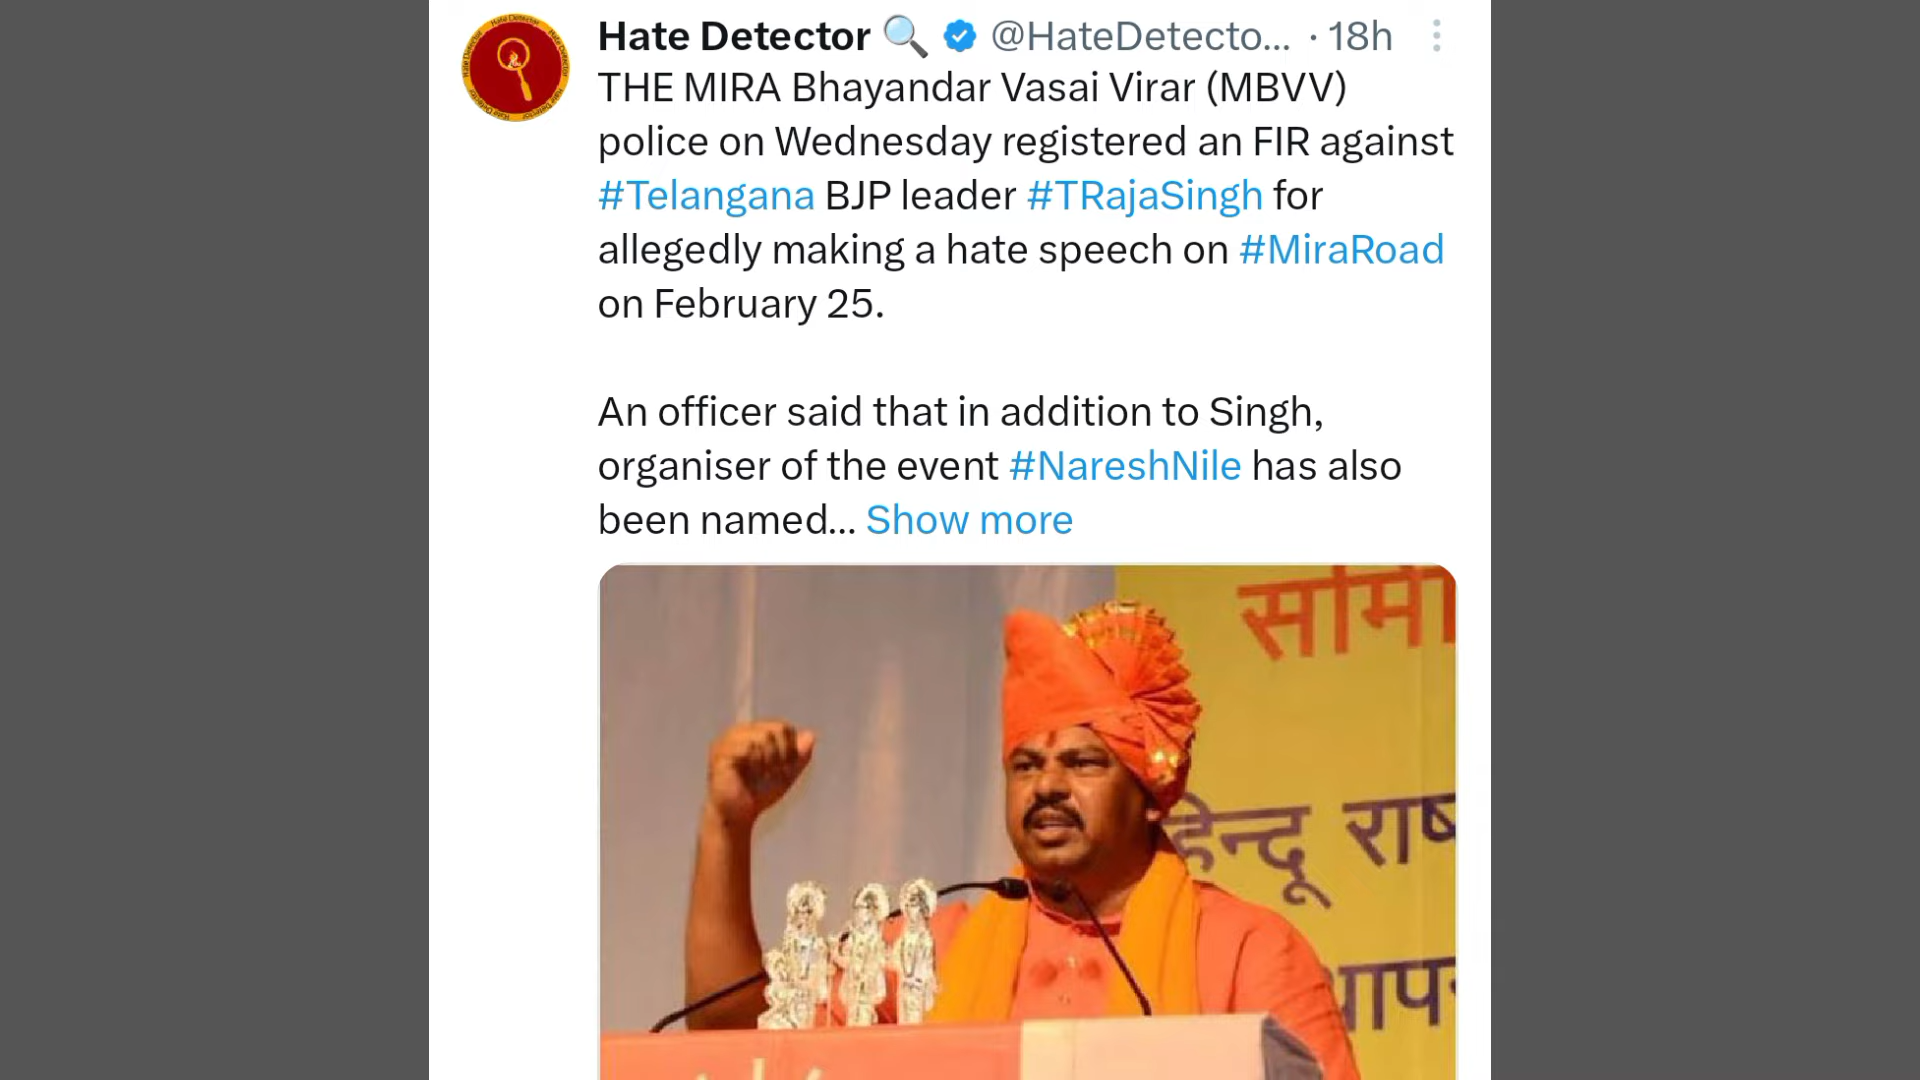 Hate Detector @HateDetecto... · 18h
THE MIRA Bhayandar Vasai Virar (MBVV)
police on Wednesday registered an FIR against
#Telangana BJP leader #TRajaSingh for
allegedly making a hate speech on #MiraRoad
on February 25.
An officer said that in addition to Singh,
organiser of the event #NareshNile has also
been named... Show more
हिन्दू